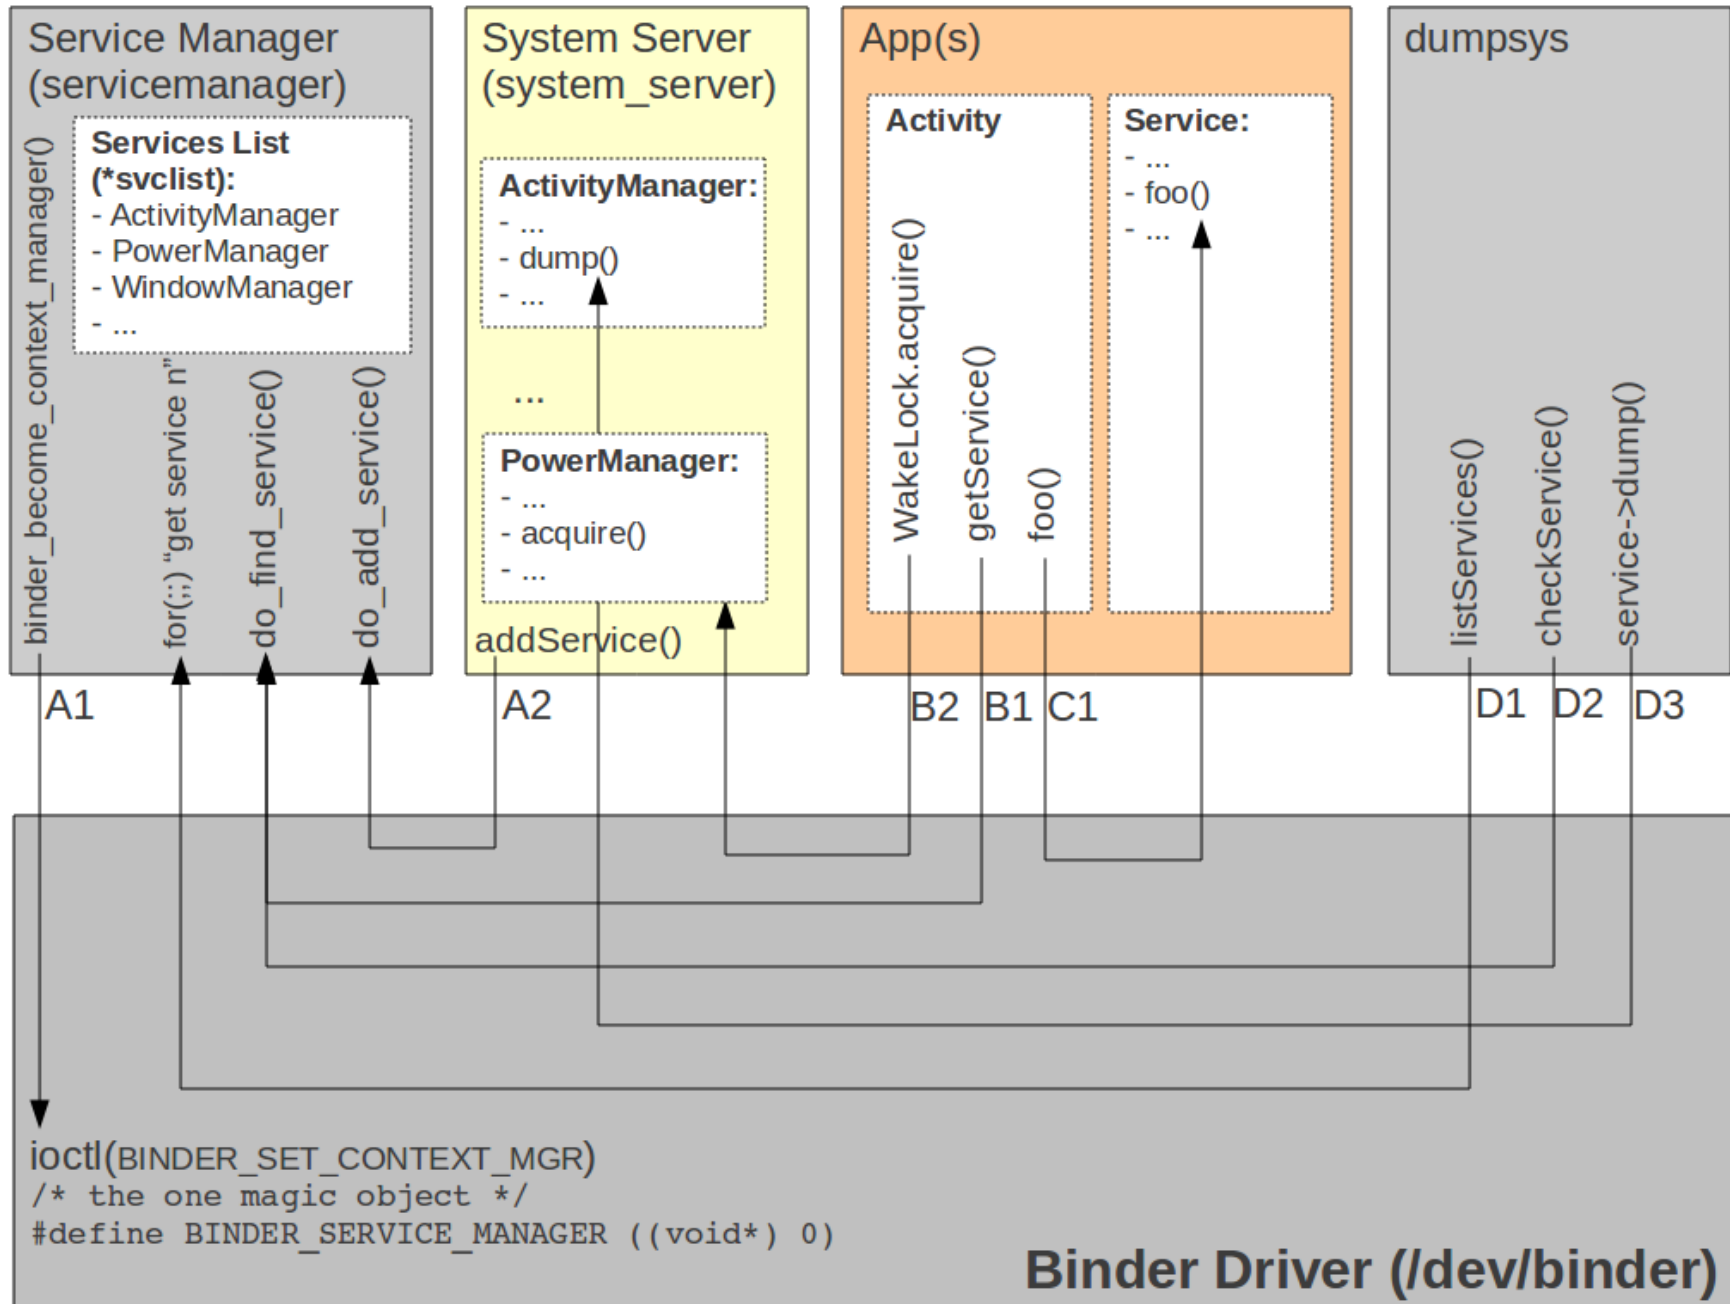 Service Manager
(servicemanager)
binder_become_context_manager()
Services List
(*svclist):
- ActivityManager
- PowerManager
- WindowManager
- ...
for(;;) “get service n”
do_find_service()
do_add_service()
System Server
(system_server)
ActivityManager:
- ...
- dump()
- ...
...
PowerManager:
- ...
- acquire()
- ...
addService()
App(s)
Activity
WakeLock.acquire()
getService()
foo()
Service:
- ...
- foo()
- ...
dumpsys
listServices()
checkService()
service->dump()
A1
A2
B2
B1
C1
D1
D2
D3
ioctl(BINDER_SET_CONTEXT_MGR)
/* the one magic object */
#define BINDER_SERVICE_MANAGER ((void*) 0)
Binder Driver (/dev/binder)